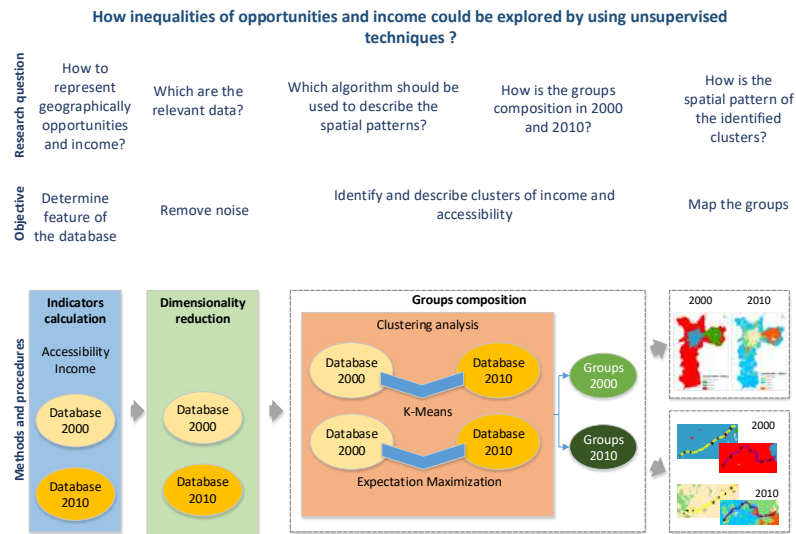 How inequalities of opportunities and income could be explored by using unsupervised
techniques ?
Research question
How to
represent
geographically
opportunities
and income?
Which are the
relevant data?
Which algorithm should be
used to describe the
spatial patterns?
How is the groups
composition in 2000
and 2010?
How is the
spatial pattern of
the identified
clusters?
Objective
Determine
feature of
the database
Remove noise
Identify and describe clusters of income and
accessibility
Map the groups
Methods and procedures
Indicators
calculation
Accessibility
Income
Database
2000
Database
2010
Dimensionality
reduction
Database
2000
Database
2010
Groups composition
Clustering analysis
Database
2000
Database
2010
K-Means
Database
2000
Database
2010
Expectation Maximization
Groups
2000
Groups
2010
2000
2010
2000
2010